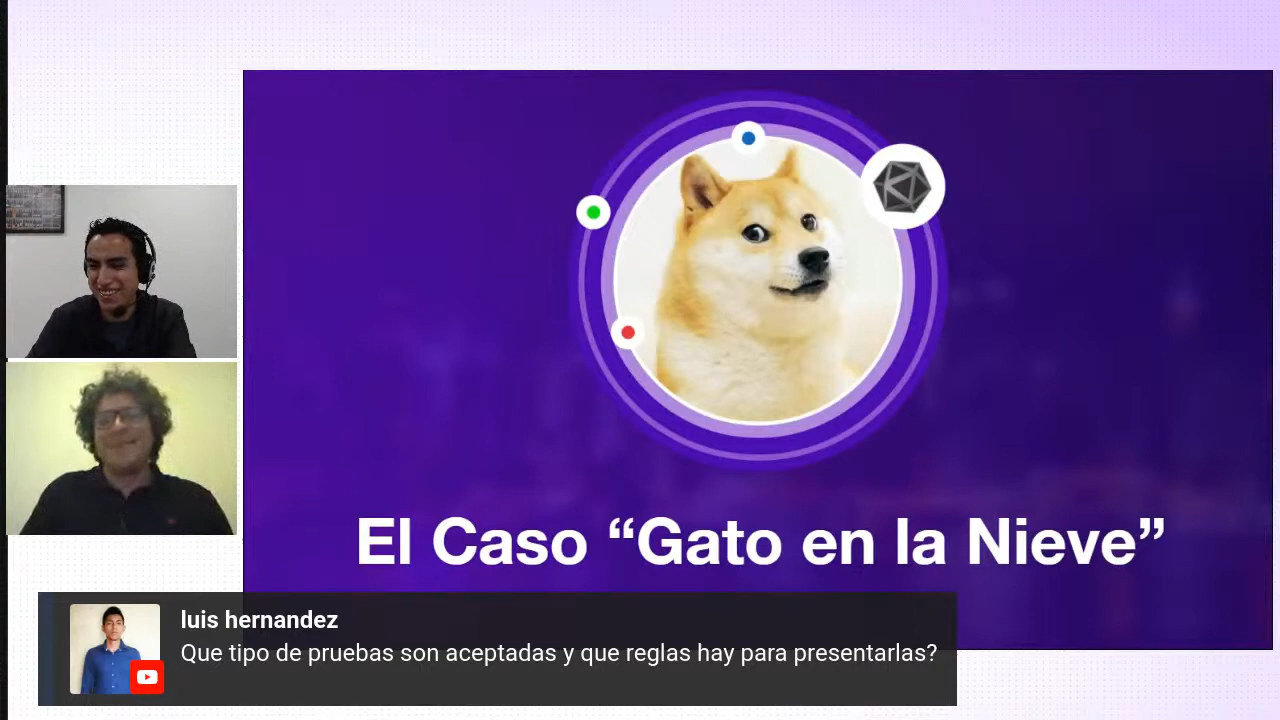 El Caso “Gato en la Nieve”
luis hernandez
Que tipo de pruebas son aceptadas y que reglas hay para presentarlas?